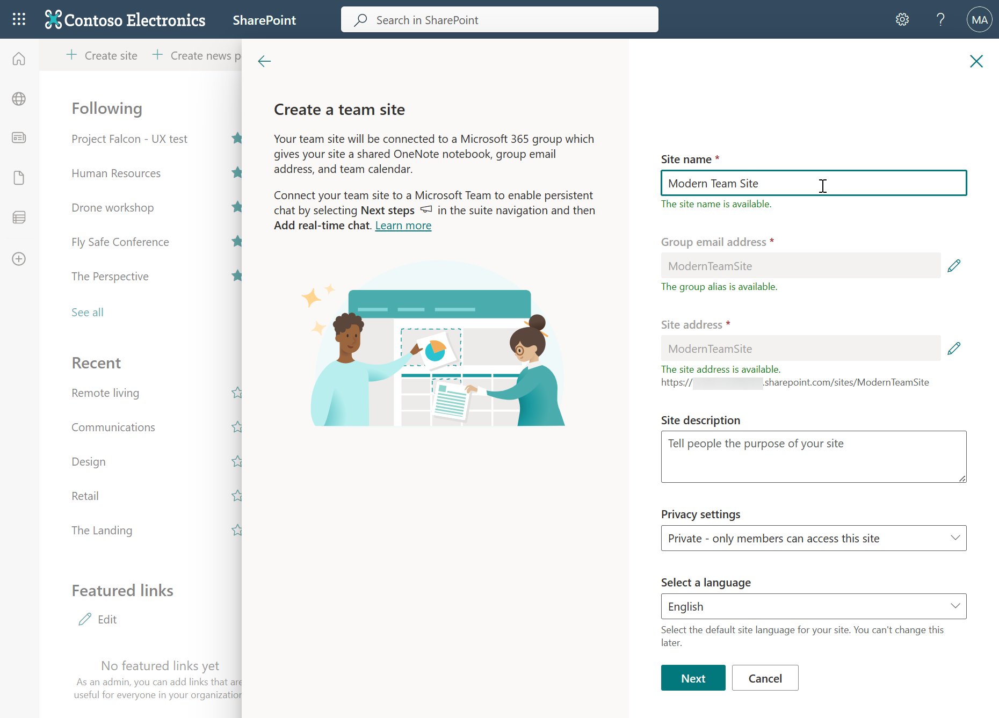 Contoso Electronics
SharePoint
Search in SharePoint
MA
Create site
Create news p
Following
Project Falcon - UX test
Human Resources
Drone workshop
Fly Safe Conference
The Perspective
See all
Recent
Remote living
Communications
Design
Retail
The Landing
Featured links
Edit
No featured links yet
As an admin, you can add links that are
useful for everyone in your organization
Create a team site
Your team site will be connected to a Microsoft 365 group which
gives your site a shared OneNote notebook, group email
address, and team calendar.
Connect your team site to a Microsoft Team to enable persistent
chat by selecting Next steps in the suite navigation and then
Add real-time chat. Learn more
Site name *
Modern Team Site
The site name is available.
Group email address *
ModernTeamSite
The group alias is available.
Site address *
ModernTeamSite
The site address is available.
https:// .sharepoint.com/sites/ModernTeamSite
Site description
Tell people the purpose of your site
Privacy settings
Private - only members can access this site
Select a language
English
Select the default site language for your site. You can't change this
later.
Next
Cancel